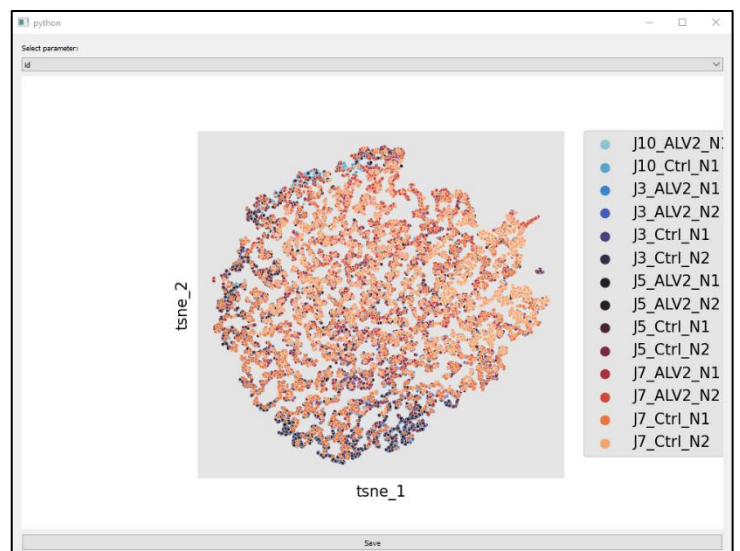 python
Select parameter:
id
J10_ALV2_N1
J10_Ctrl_N1
J3_ALV2_N1
J3_ALV2_N2
J3_Ctrl_N1
J3_Ctrl_N2
J5_ALV2_N1
J5_ALV2_N2
J5_Ctrl_N1
J5_Ctrl_N2
J7_ALV2_N1
J7_ALV2_N2
J7_Ctrl_N1
J7_Ctrl_N2
tsne_2
tsne_1
Save